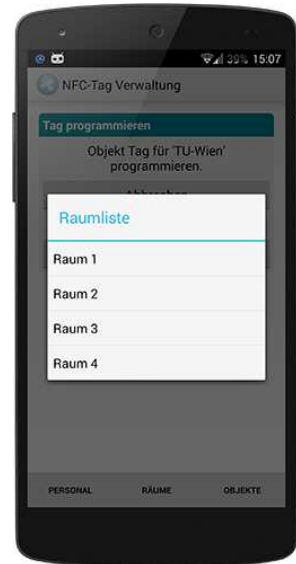 39% 15:07
NFC-Tag Verwaltung
Tag programmieren
Objekt Tag für 'TU-Wien'
programmieren.
Abbrechen
Raumliste
Raum 1
Raum 2
Raum 3
Raum 4
PERSONAL RÄUME OBJEKTE